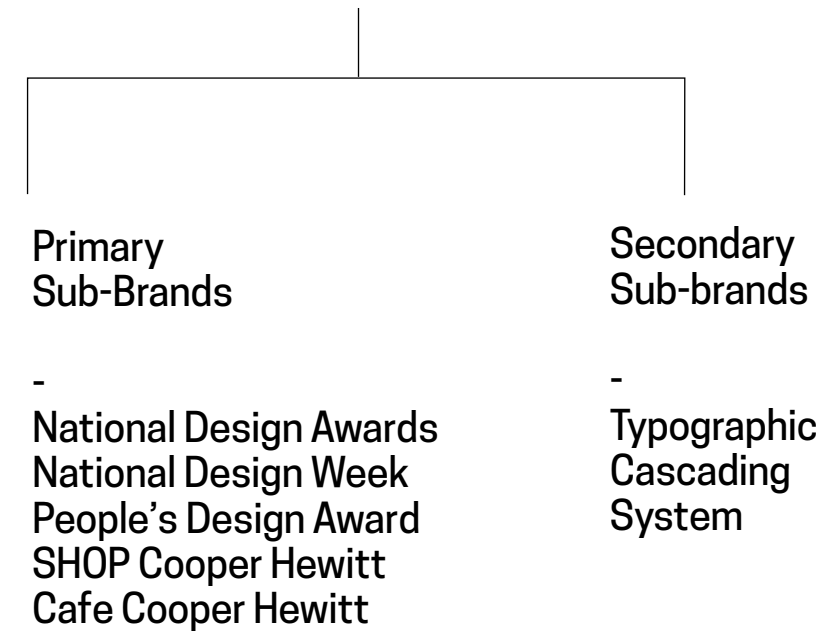 Primary
Sub-Brands
-
National Design Awards
National Design Week
People’s Design Award
SHOP Cooper Hewitt
Cafe Cooper Hewitt
Secondary
Sub-brands
-
Typographic
Cascading
System